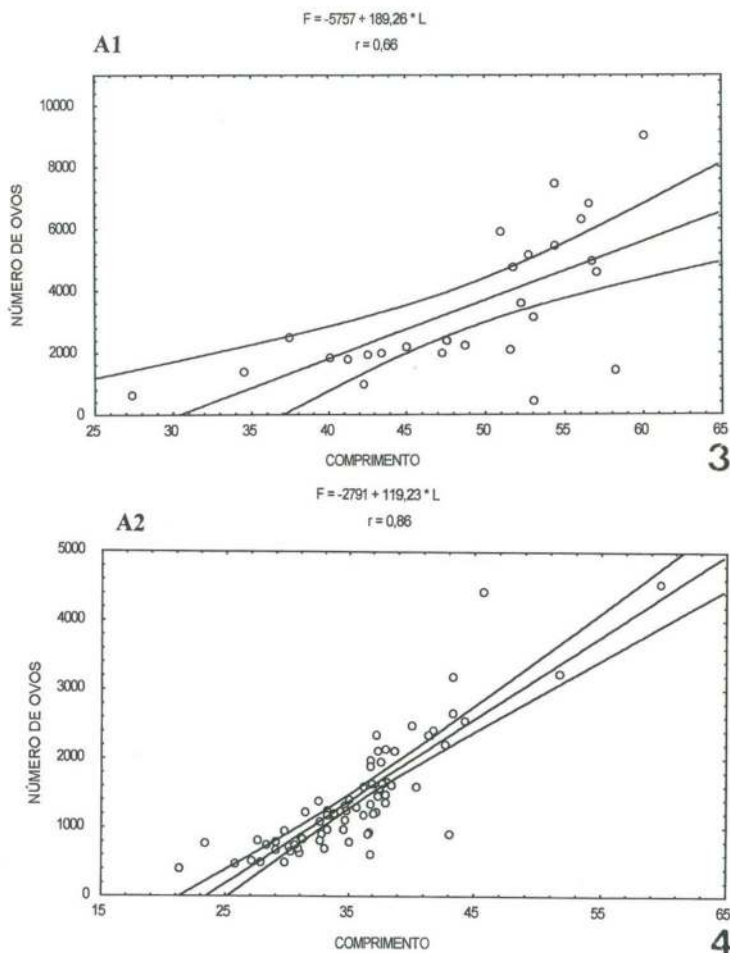 F = -5757 + 189,26 * L
A1
r = 0,66
NÚMERO DE OVOS
10000
8000
6000
4000
2000
0
25 30 35 40 45 50 55 60 65
COMPRIMENTO
3
F = -2791 + 119,23 * L
A2
r = 0,86
NÚMERO DE OVOS
5000
4000
3000
2000
1000
0
15 25 35 45 55 65
COMPRIMENTO
4